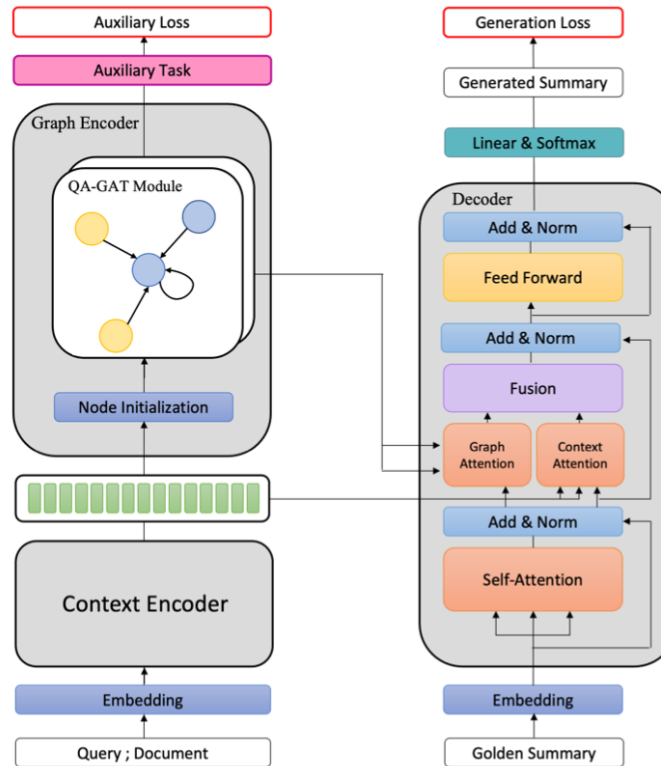 Auxiliary Loss
Auxiliary Task
Graph Encoder
QA-GAT Module
Node Initialization
Context Encoder
Embedding
Query ; Document
Generation Loss
Generated Summary
Linear & Softmax
Decoder
Add & Norm
Feed Forward
Add & Norm
Fusion
Graph
Attention
Context
Attention
Add & Norm
Self-Attention
Embedding
Golden Summary